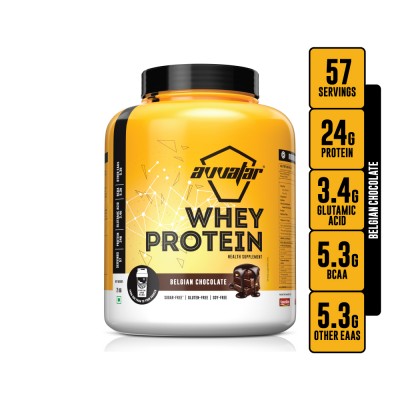 avvatar
WHEY
PROTEIN
HEALTH SUPPLEMENT
BELGIAN CHOCOLATE
SUGAR-FREE* | GLUTEN-FREE | SOY-FREE
57
SERVINGS
24G
PROTEIN
3.4G
GLUTAMIC
ACID
5.3G
BCAA
5.3G
OTHER EAAS
BELGIAN CHOCOLATE